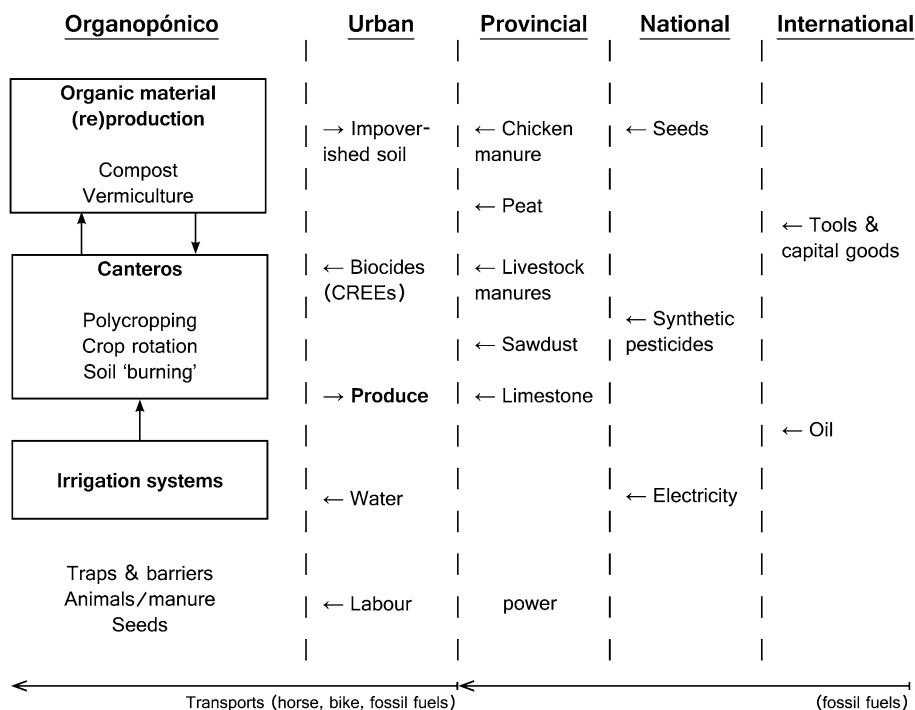 Organopónico
Urban
Provincial
National
International
Organic material
(re)production
Compost
Vermiculture
Canteros
Polycropping
Crop rotation
Soil ‘burning’
Irrigation systems
Traps & barriers
Animals/manure
Seeds
→ Impover-
ished soil
← Biocides
(CREEs)
→ Produce
← Water
← Labour
← Chicken
manure
← Peat
← Livestock
manures
← Sawdust
← Limestone
power
← Seeds
← Synthetic
pesticides
← Electricity
← Tools &
capital goods
← Oil
Transports (horse, bike, fossil fuels)
(fossil fuels)